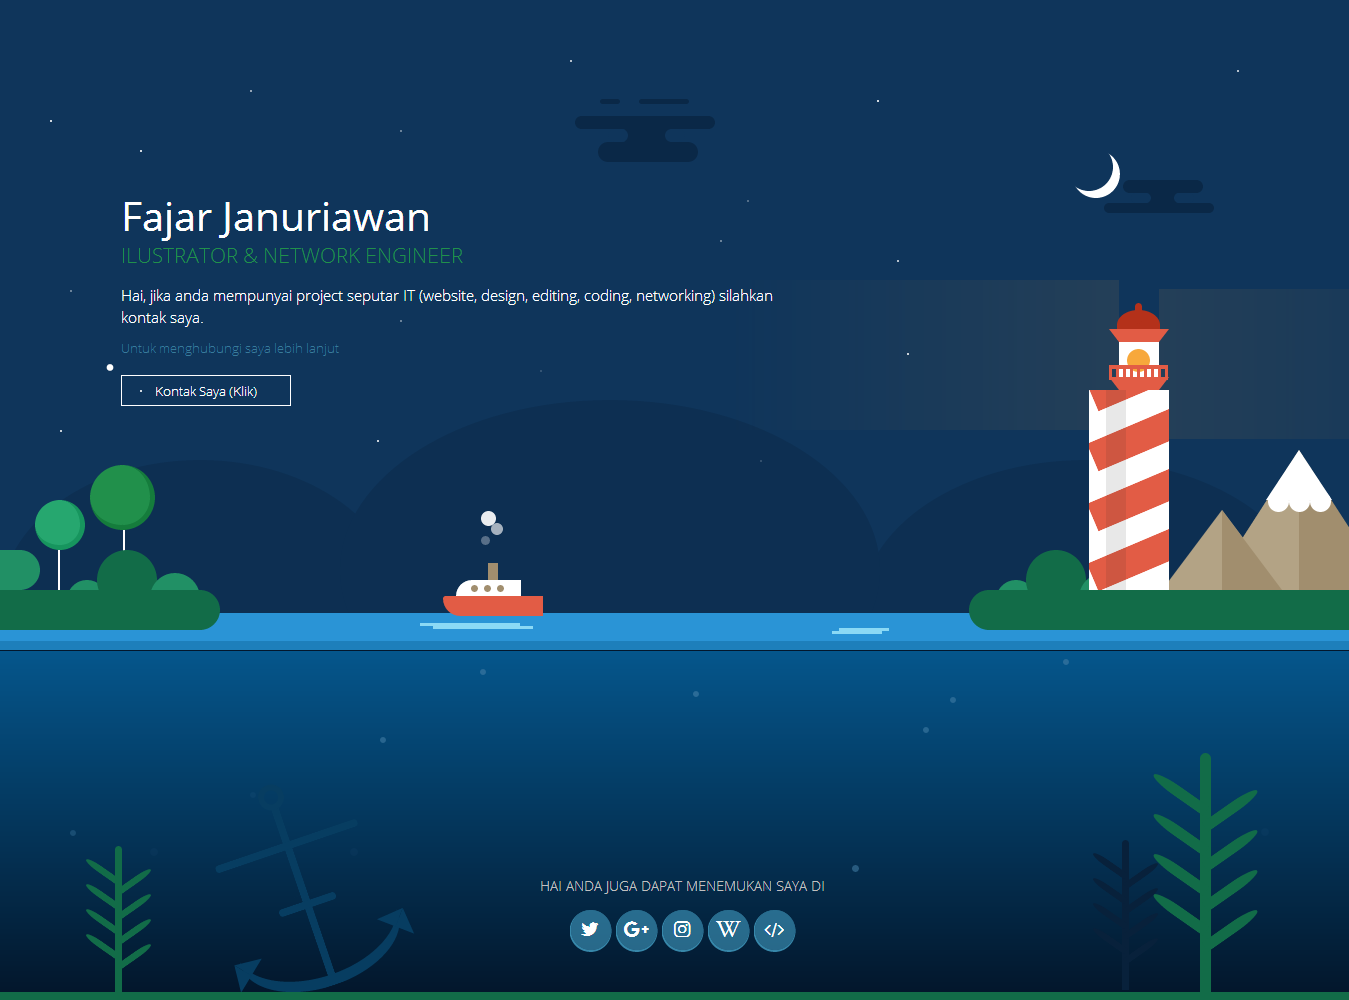 Fajar Januriawan
ILUSTRATOR & NETWORK ENGINEER
Hai, jika anda mempunyai project seputar IT (website, design, editing, coding, networking) silahkan
kontak saya.
Untuk menghubungi saya lebih lanjut
Kontak Saya (Klik)
HAI ANDA JUGA DAPAT MENEMUKAN SAYA DI
G+ W </>